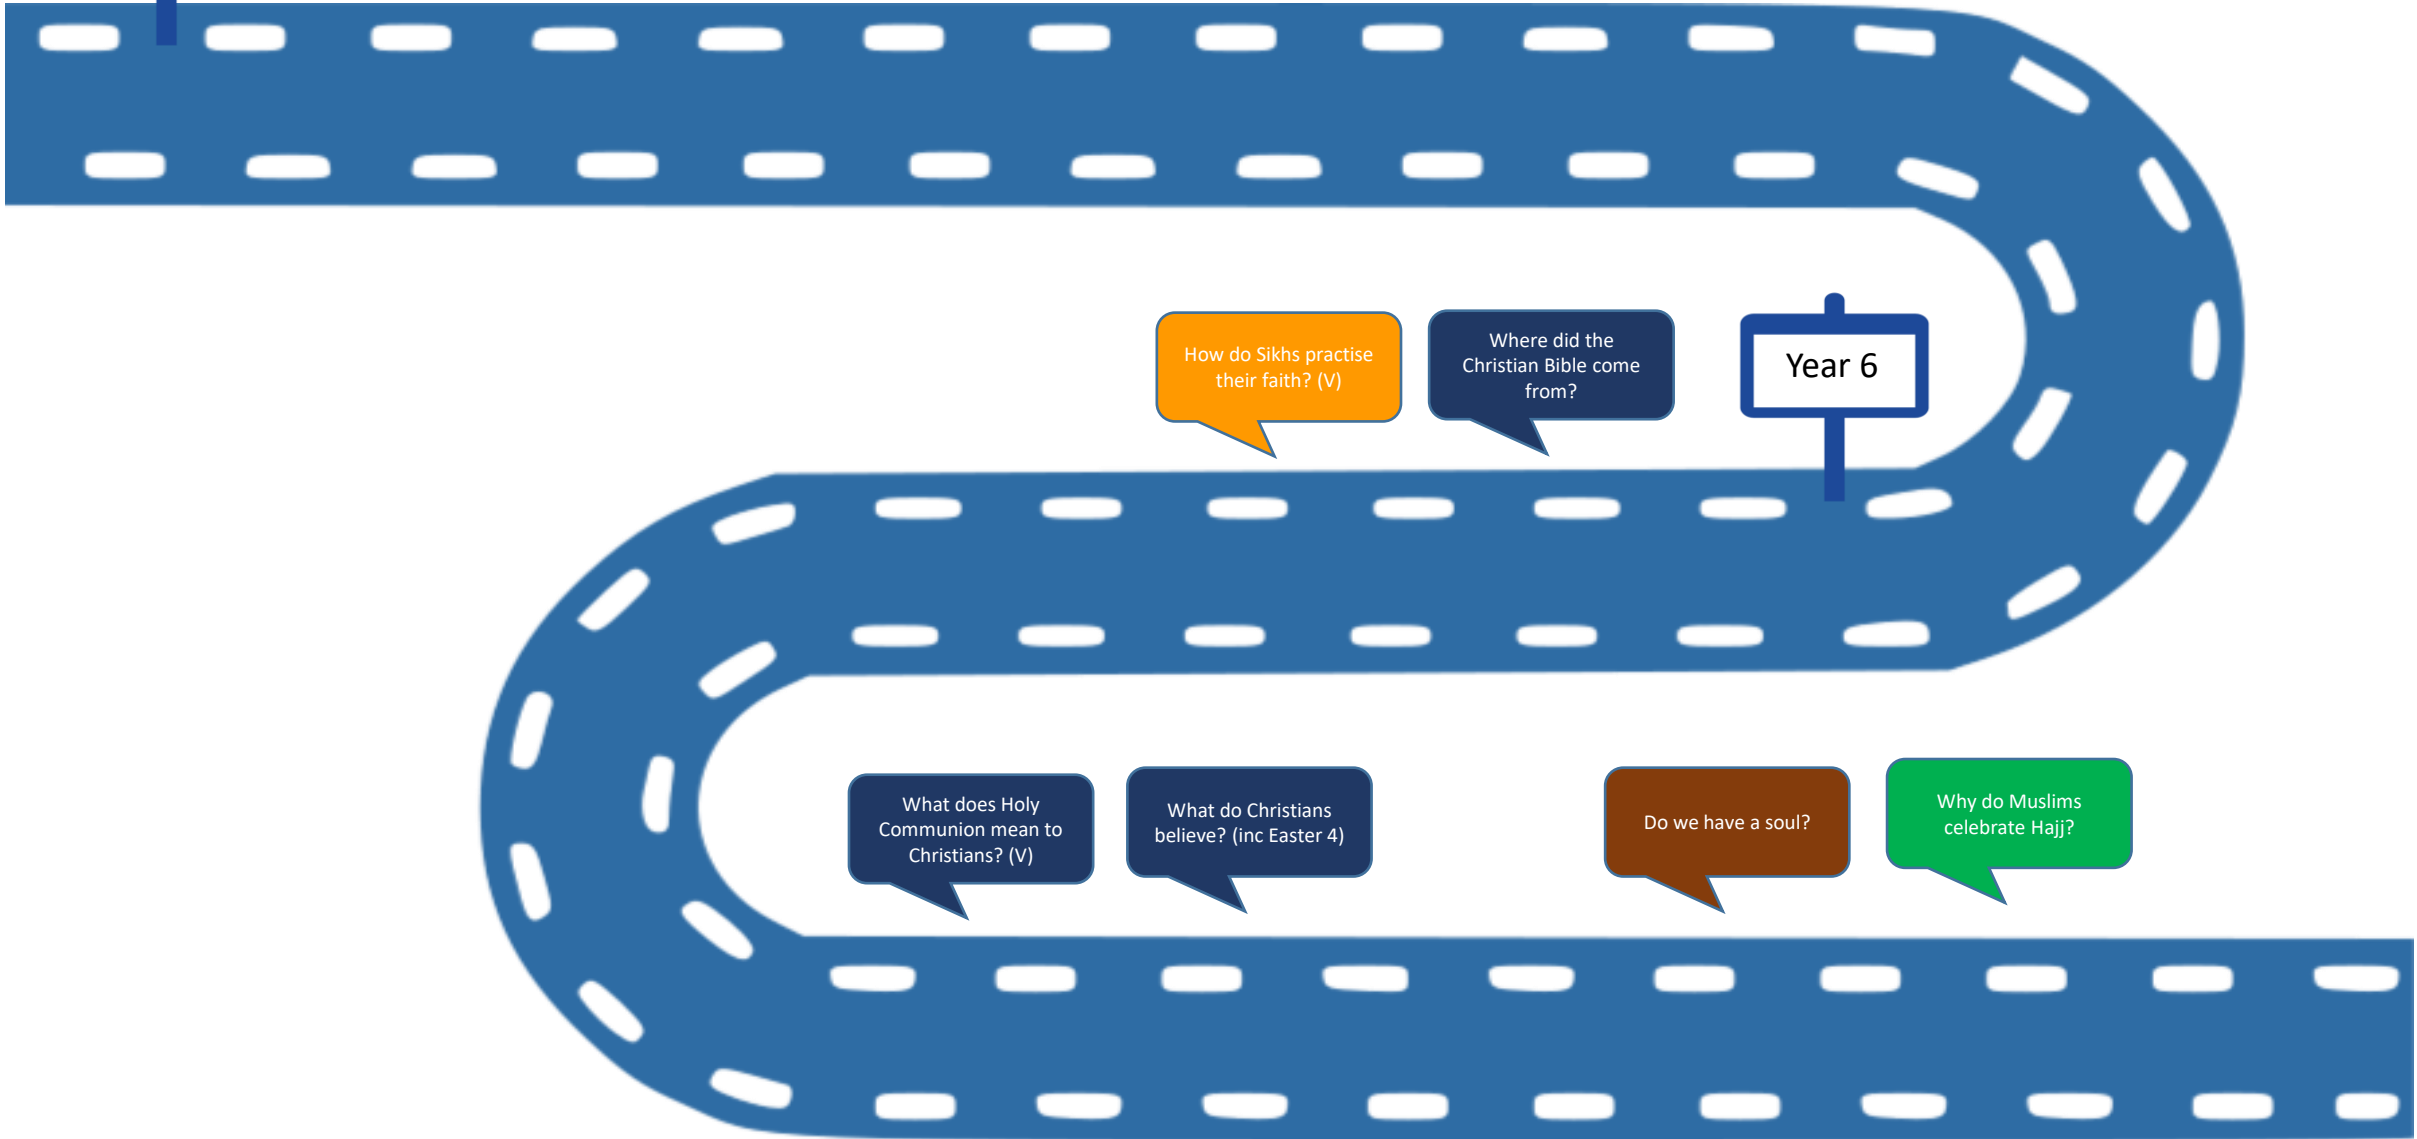 How do Sikhs practise
their faith? (V)
Where did the
Christian Bible come
from?
Year 6
What does Holy
Communion mean to
Christians? (V)
What do Christians
believe? (inc Easter 4)
Do we have a soul?
Why do Muslims
celebrate Hajj?